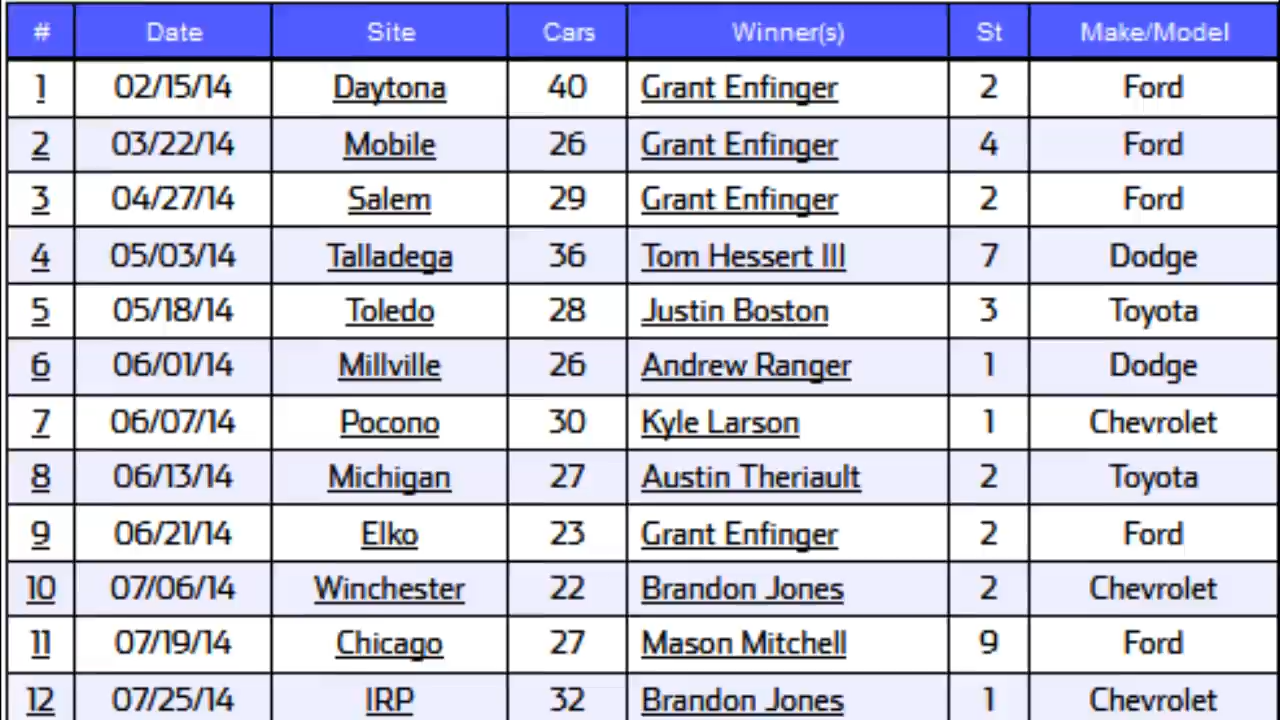 # Date Site Cars Winner(s) St Make/Model
1 02/15/14 Daytona 40 Grant Enfinger 2 Ford
2 03/22/14 Mobile 26 Grant Enfinger 4 Ford
3 04/27/14 Salem 29 Grant Enfinger 2 Ford
4 05/03/14 Talladega 36 Tom Hessert III 7 Dodge
5 05/18/14 Toledo 28 Justin Boston 3 Toyota
6 06/01/14 Millville 26 Andrew Ranger 1 Dodge
7 06/07/14 Pocono 30 Kyle Larson 1 Chevrolet
8 06/13/14 Michigan 27 Austin Theriault 2 Toyota
9 06/21/14 Elko 23 Grant Enfinger 2 Ford
10 07/06/14 Winchester 22 Brandon Jones 2 Chevrolet
11 07/19/14 Chicago 27 Mason Mitchell 9 Ford
12 07/25/14 IRP 32 Brandon Jones 1 Chevrolet